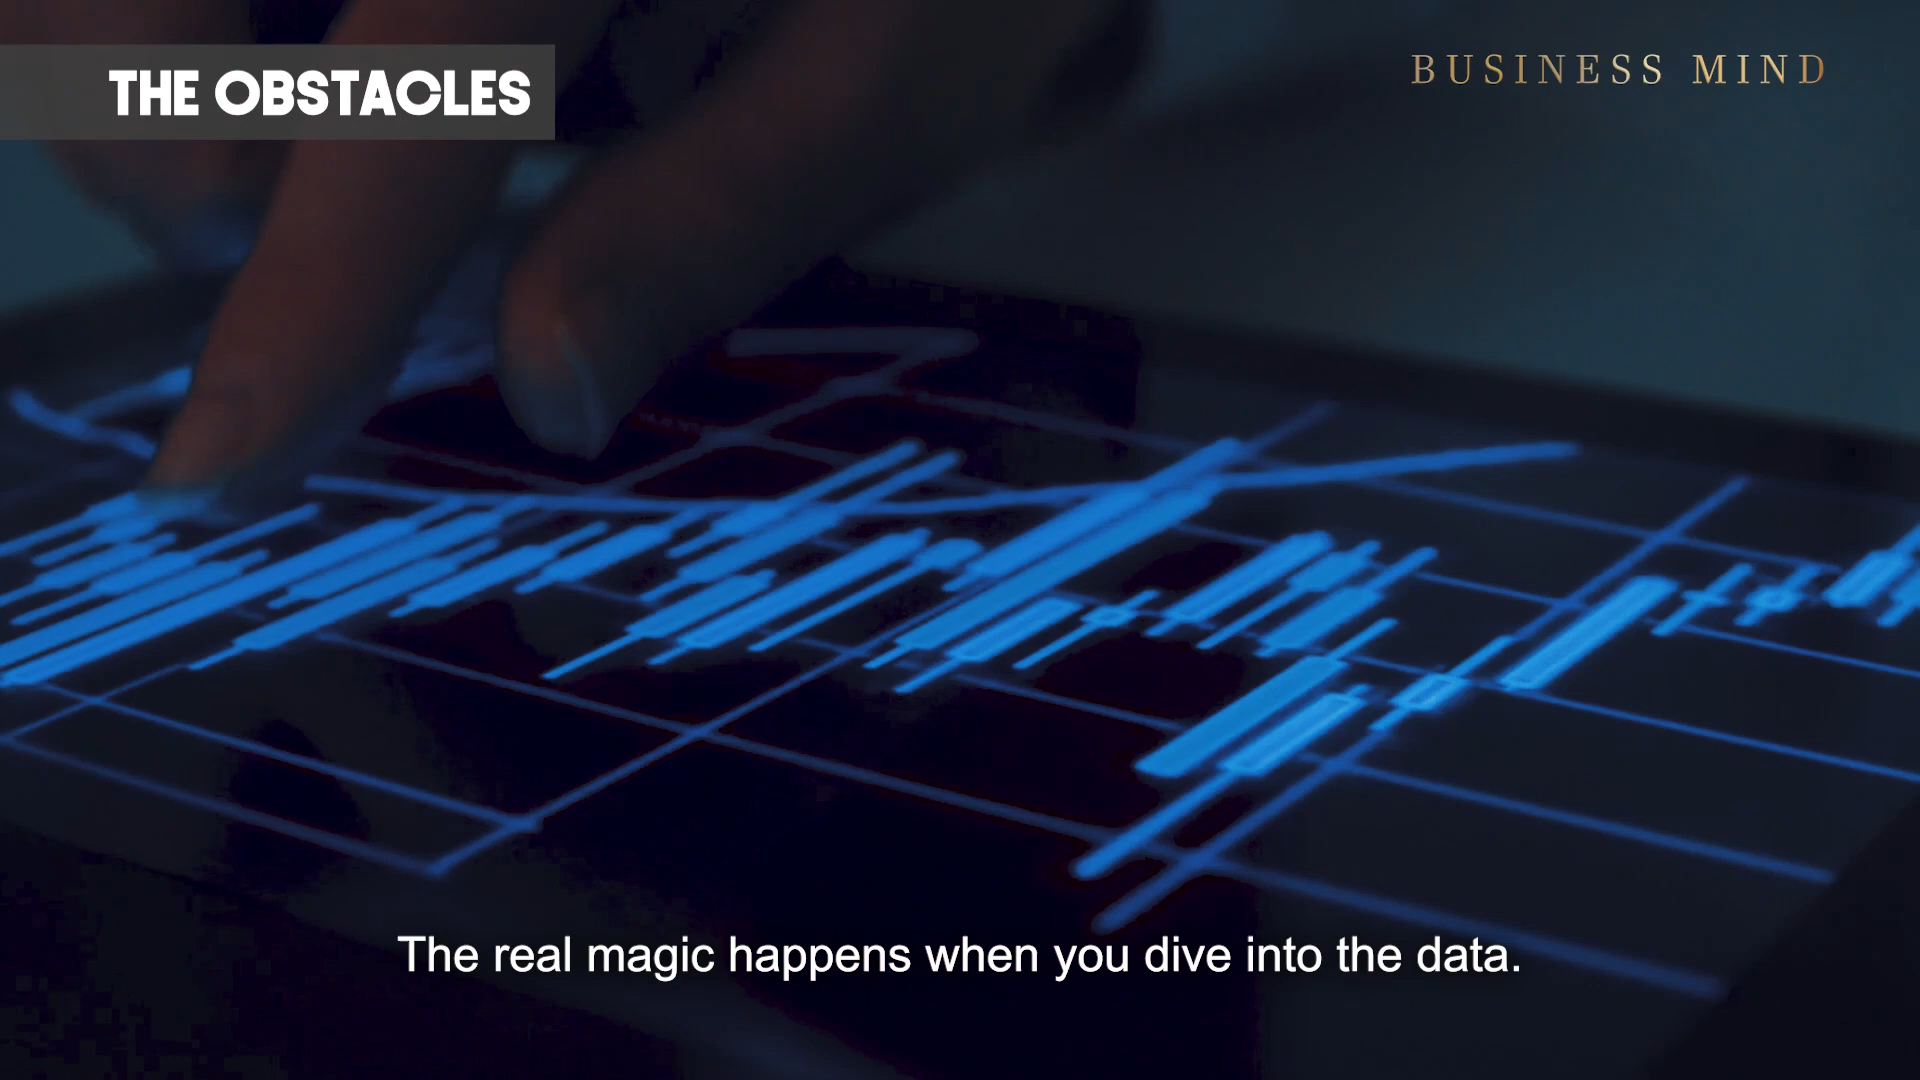 THE OBSTACLES
BUSINESS MIND
The real magic happens when you dive into the data.